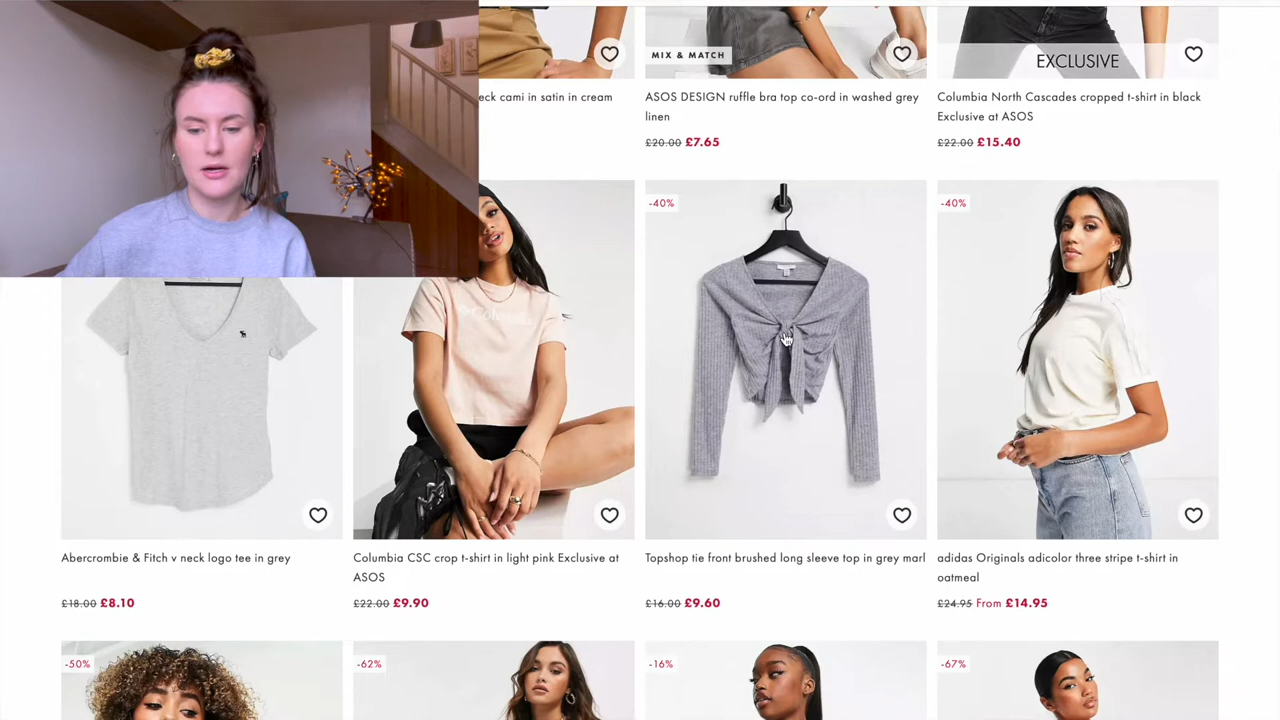 MIX & MATCH
EXCLUSIVE
eck cami in satin in cream
ASOS DESIGN ruffle bra top co-ord in washed grey
linen
£20.00 £7.65
Columbia North Cascades cropped t-shirt in black
Exclusive at ASOS
£22.00 £15.40
-40%
-40%
Columbia
Abercrombie & Fitch v neck logo tee in grey
£18.00 £8.10
Columbia CSC crop t-shirt in light pink Exclusive at
ASOS
£22.00 £9.90
Topshop tie front brushed long sleeve top in grey marl
£16.00 £9.60
adidas Originals adicolor three stripe t-shirt in
oatmeal
£24.95 From £14.95
-50%
-62%
-16%
-67%